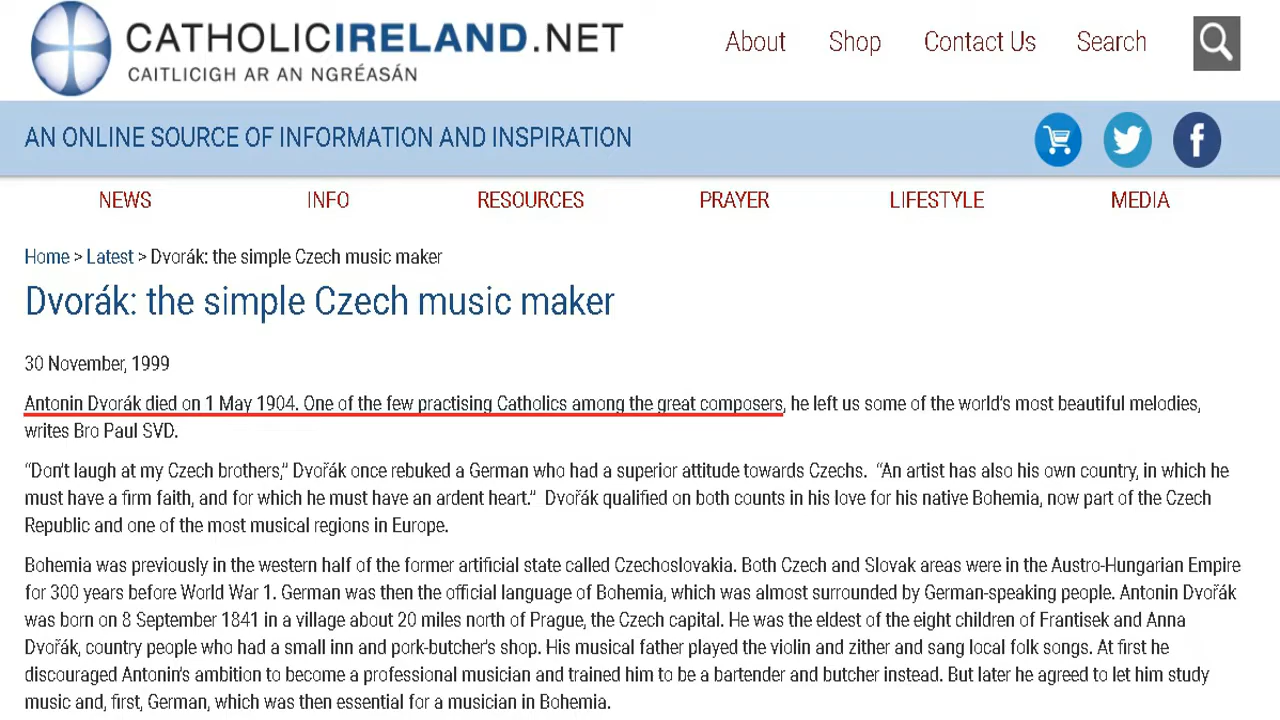 CATHOLICIRELAND.NET
CAITLICIGH AR AN NGRÉASÁN
About Shop Contact Us Search
AN ONLINE SOURCE OF INFORMATION AND INSPIRATION
NEWS INFO RESOURCES PRAYER LIFESTYLE MEDIA
Home > Latest > Dvorák: the simple Czech music maker
Dvorák: the simple Czech music maker
30 November, 1999
Antonin Dvorák died on 1 May 1904. One of the few practising Catholics among the great composers, he left us some of the world's most beautiful melodies,
writes Bro Paul SVD.
“Don't laugh at my Czech brothers,” Dvořák once rebuked a German who had a superior attitude towards Czechs. “An artist has also his own country, in which he
must have a firm faith, and for which he must have an ardent heart.” Dvořák qualified on both counts in his love for his native Bohemia, now part of the Czech
Republic and one of the most musical regions in Europe.
Bohemia was previously in the western half of the former artificial state called Czechoslovakia. Both Czech and Slovak areas were in the Austro-Hungarian Empire
for 300 years before World War 1. German was then the official language of Bohemia, which was almost surrounded by German-speaking people. Antonin Dvořák
was born on 8 September 1841 in a village about 20 miles north of Prague, the Czech capital. He was the eldest of the eight children of Frantisek and Anna
Dvořák, country people who had a small inn and pork-butcher's shop. His musical father played the violin and zither and sang local folk songs. At first he
discouraged Antonin's ambition to become a professional musician and trained him to be a bartender and butcher instead. But later he agreed to let him study
music and, first, German, which was then essential for a musician in Bohemia.